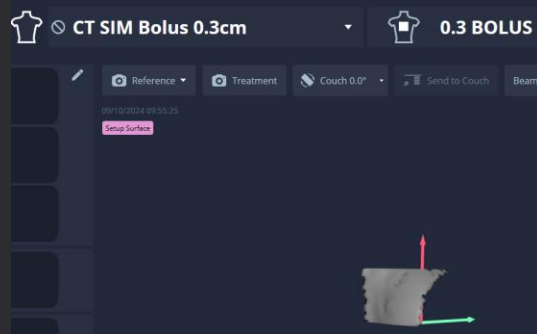 CT SIM Bolus 0.3cm
0.3 BOLUS
Reference
Treatment
Couch 0.0°
Send to Couch
Beam
09/10/2024 09:55:25
Setup Surface